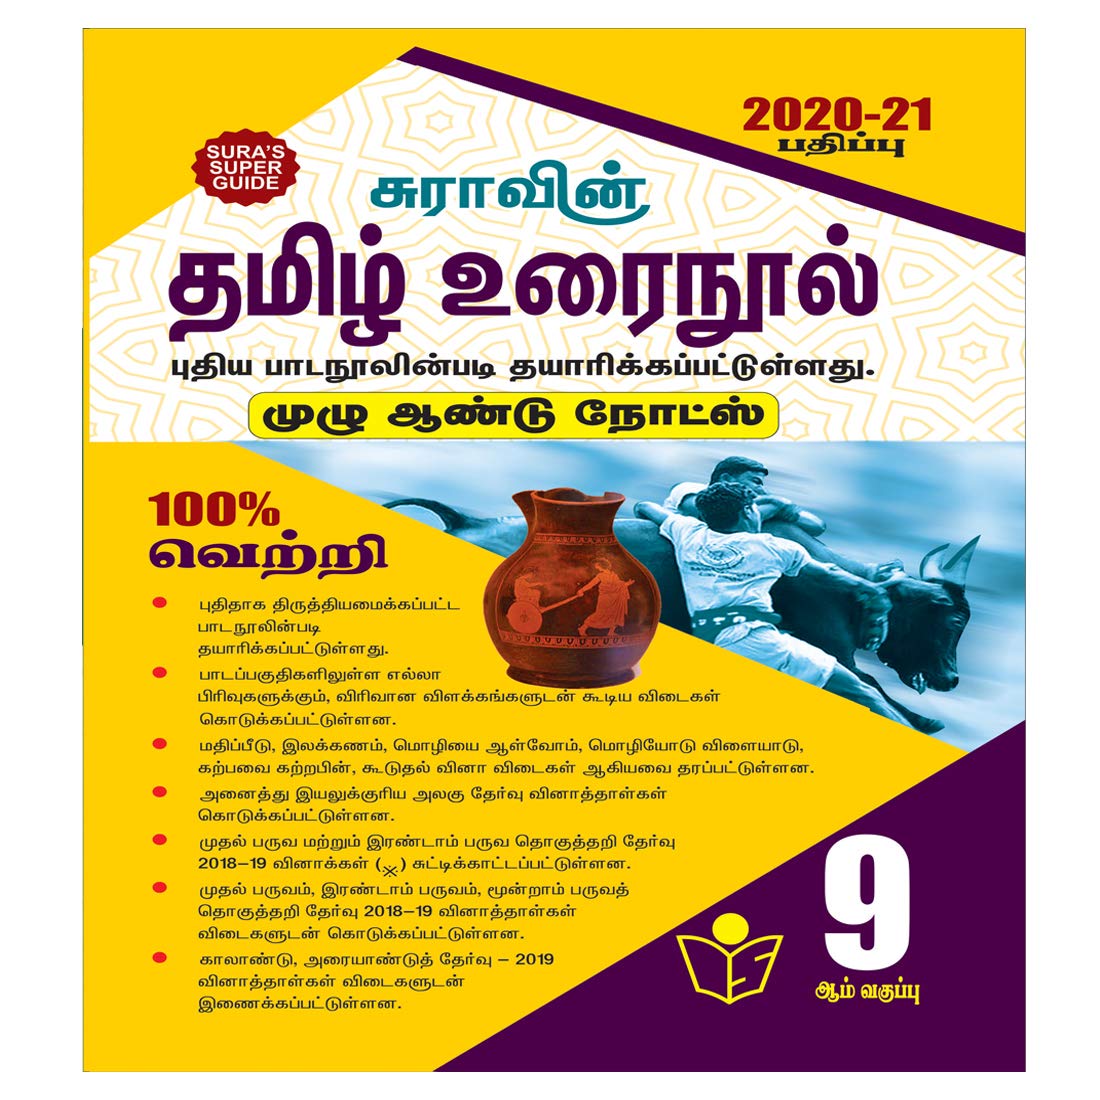 2020-21
பதிப்பு
SURA'S
SUPER
GUIDE
சுராவின்
தமிழ் உரைநூல்
புதிய பாடநூலின்படி தயாரிக்கப்பட்டுள்ளது.
முழு ஆண்டு நோட்ஸ்
100%
வெற்றி
புதிதாக திருத்தியமைக்கப்பட்ட
பாடநூலின்படி
தயாரிக்கப்பட்டுள்ளது.
பாடப்பகுதிகளிலுள்ள எல்லா
பிரிவுகளுக்கும், விரிவான விளக்கங்களுடன் கூடிய விடைகள்
கொடுக்கப்பட்டுள்ளன.
மதிப்பீடு, இலக்கணம், மொழியை ஆள்வோம், மொழியோடு விளையாடு,
கற்பவை கற்றபின், கூடுதல் வினா விடைகள் ஆகியவை தரப்பட்டுள்ளன.
அனைத்து இயலுக்குரிய அலகு தேர்வு வினாத்தாள்கள்
கொடுக்கப்பட்டுள்ளன.
முதல் பருவ மற்றும் இரண்டாம் பருவ தொகுத்தறி தேர்வு
2018–19 வினாக்கள் (※) சுட்டிக்காட்டப்பட்டுள்ளன.
முதல் பருவம், இரண்டாம் பருவம், மூன்றாம் பருவத்
தொகுத்தறி தேர்வு 2018–19 வினாத்தாள்கள்
விடைகளுடன் கொடுக்கப்பட்டுள்ளன.
காலாண்டு, அரையாண்டுத் தேர்வு – 2019
வினாத்தாள்கள் விடைகளுடன்
இணைக்கப்பட்டுள்ளன.
9
ஆம் வகுப்பு